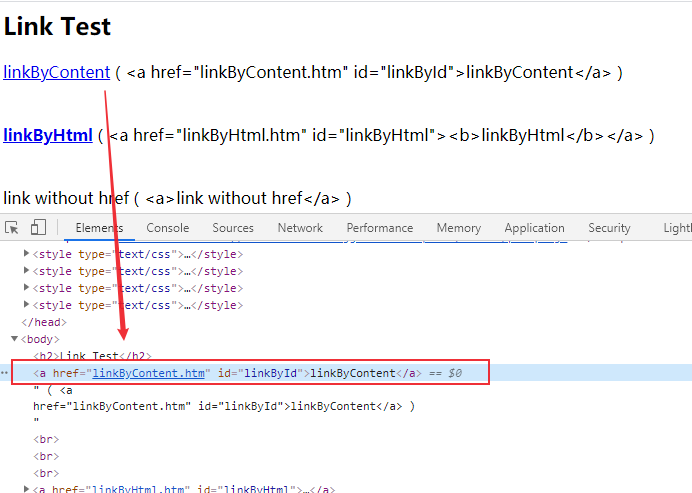 Link Test
linkByContent ( <a href="linkByContent.htm" id="linkById">linkByContent</a> )
linkByHtml ( <a href="linkByHtml.htm" id="linkByHtml"><b>linkByHtml</b></a> )
link without href ( <a>link without href</a> )
Elements Console Sources Network Performance Memory Application Security Lighth
<style type="text/css">…</style>
<style type="text/css">…</style>
<style type="text/css">…</style>
<style type="text/css">…</style>
</head>
<body>
<h2>Link Test</h2>
<a href="linkByContent.htm" id="linkById">linkByContent</a> == $0
" ( <a
href="linkByContent.htm" id="linkById">linkByContent</a> )
"
<br>
<br>
<br>
<a href="linkByHtml.htm" id="linkByHtml">…</a>